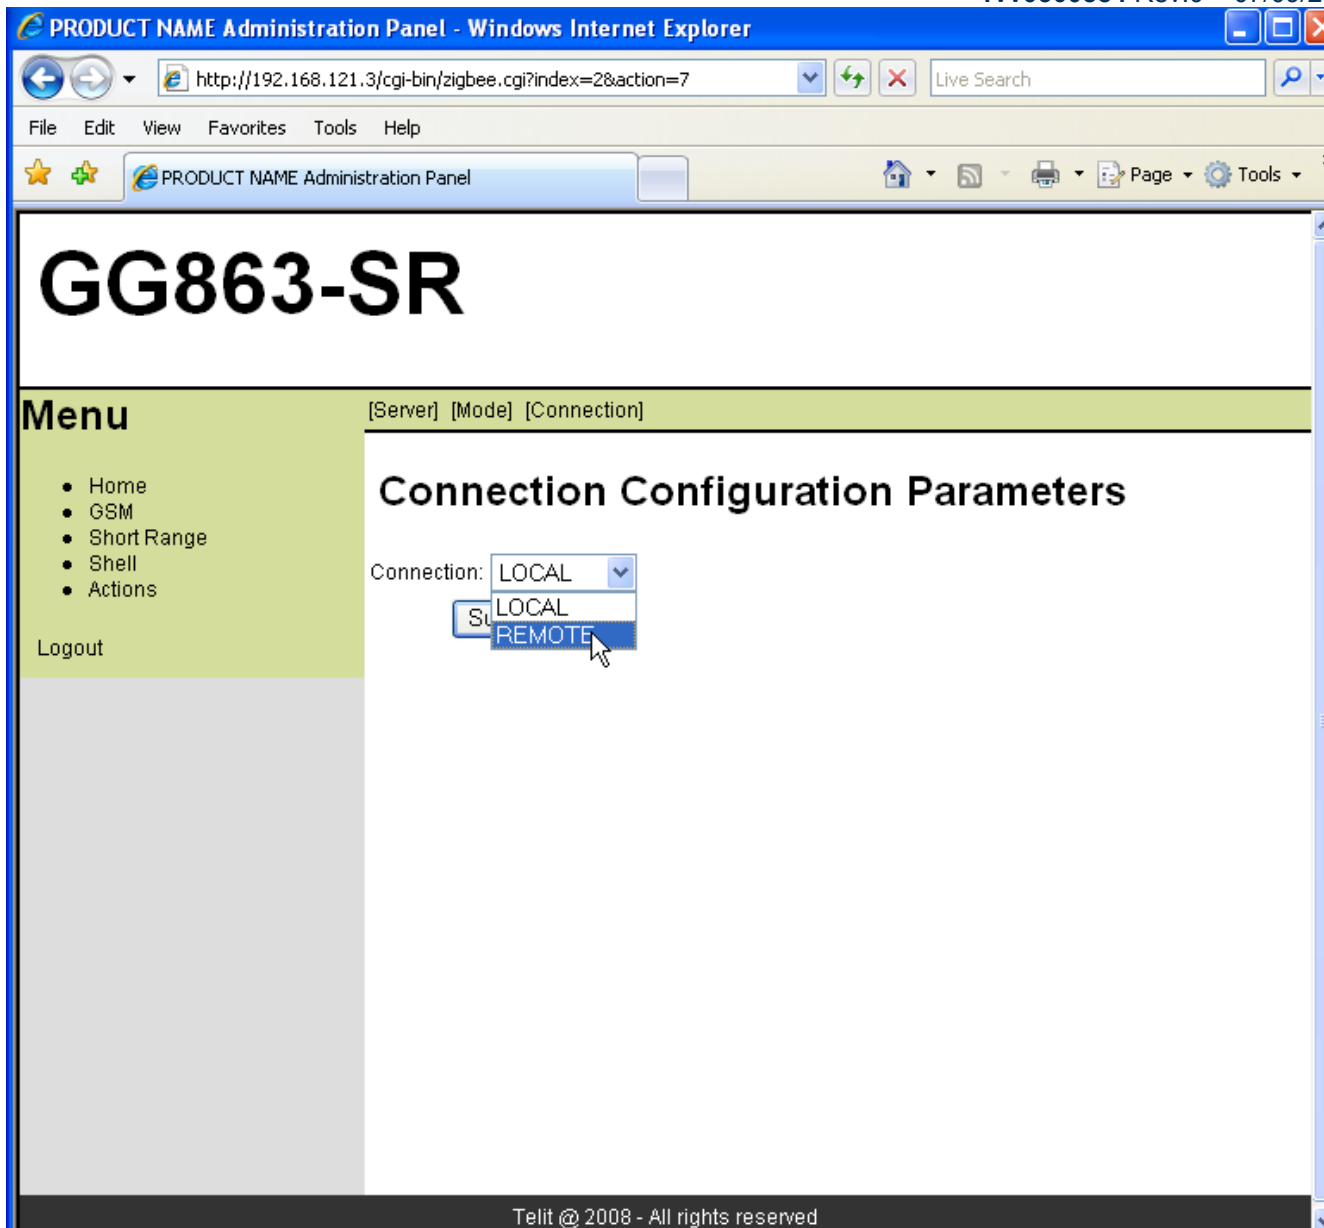 PRODUCT NAME Administration Panel - Windows Internet Explorer
http://192.168.121.3/cgi-bin/zigbee.cgi?index=2&action=7
Live Search
File Edit View Favorites Tools Help
PRODUCT NAME Administration Panel
Page
Tools
GG863-SR
Menu
Home
GSM
Short Range
Shell
Actions
Logout
[Server] [Mode] [Connection]
Connection Configuration Parameters
Connection: LOCAL
LOCAL
REMOTE
Telit @ 2008 - All rights reserved